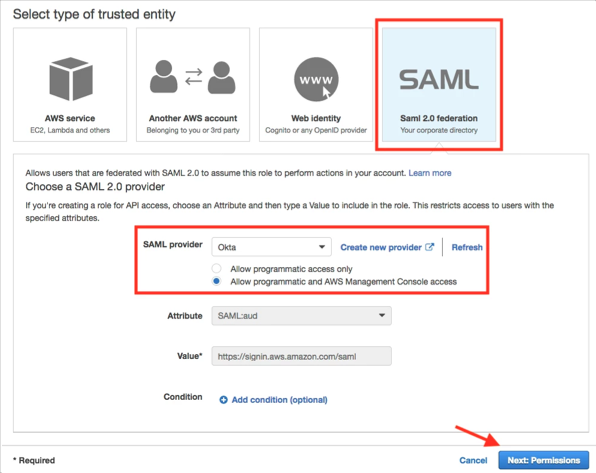 Select type of trusted entity
www
SAML
AWS service
EC2, Lambda and others
Another AWS account
Belonging to you or 3rd party
Web identity
Cognito or any OpenID provider
Saml 2.0 federation
Your corporate directory
Allows users that are federated with SAML 2.0 to assume this role to perform actions in your account. Learn more
Choose a SAML 2.0 provider
If you're creating a role for API access, choose an Attribute and then type a Value to include in the role. This restricts access to users with the
specified attributes.
SAML provider Okta Create new provider Refresh
Allow programmatic access only
Allow programmatic and AWS Management Console access
Attribute SAML:aud
Value* https://signin.aws.amazon.com/saml
Condition Add condition (optional)
* Required Cancel Next: Permissions